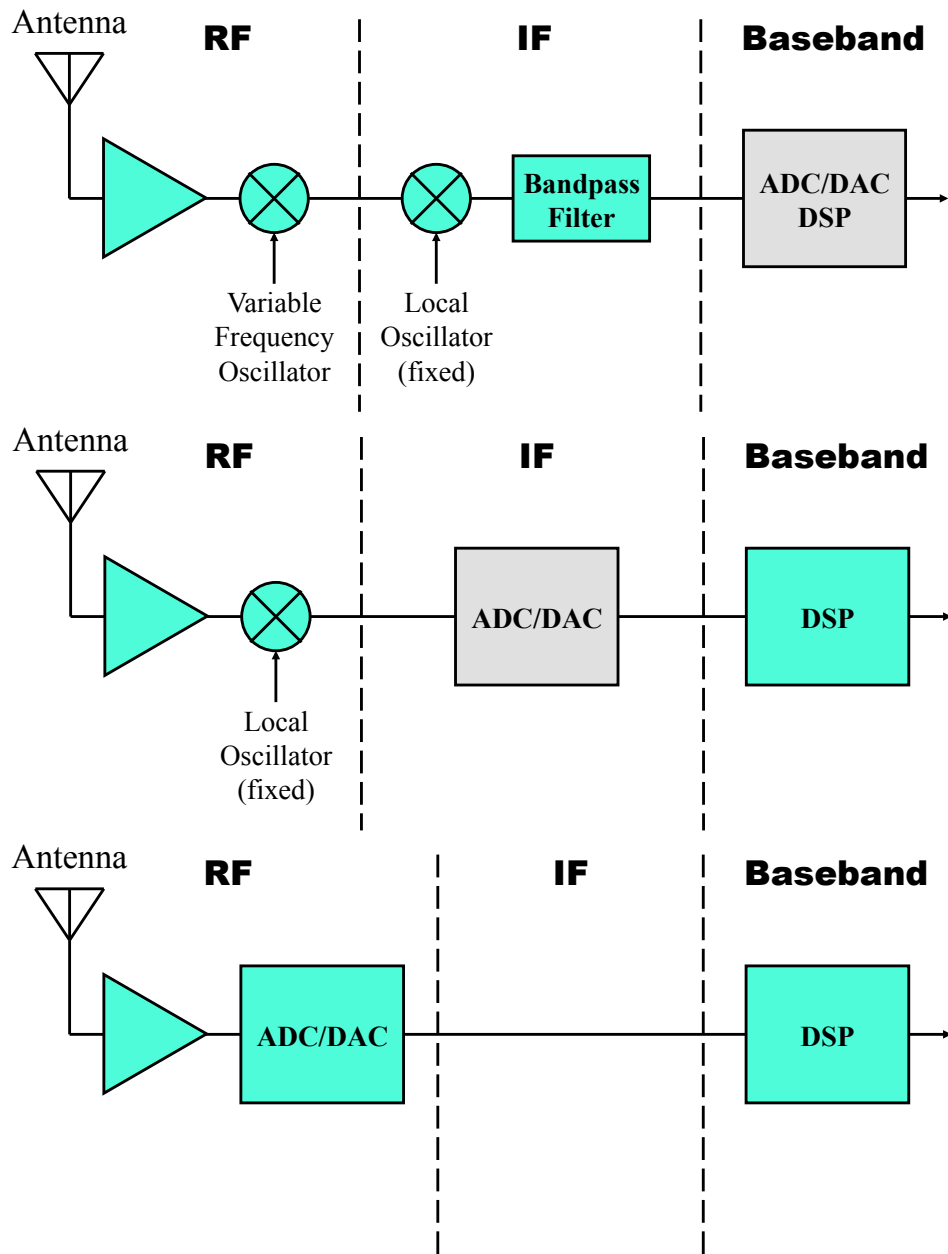 Antenna
RF
IF
Baseband
Bandpass
Filter
ADC/DAC
DSP
Variable
Frequency
Oscillator
Local
Oscillator
(fixed)
Antenna
RF
IF
Baseband
ADC/DAC
DSP
Local
Oscillator
(fixed)
Antenna
RF
IF
Baseband
ADC/DAC
DSP